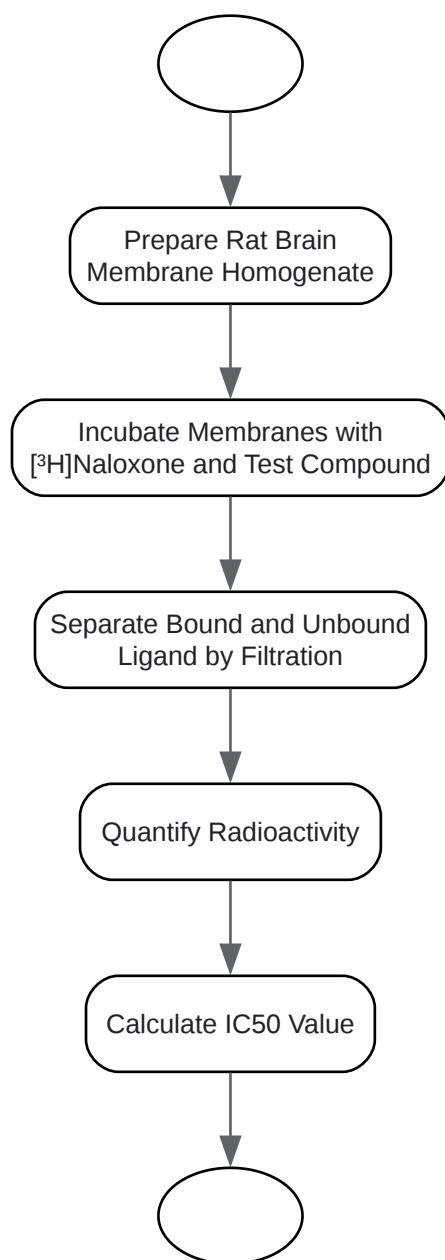 Prepare Rat Brain
Membrane Homogenate
Incubate Membranes with
[³H]Naloxone and Test Compound
Separate Bound and Unbound
Ligand by Filtration
Quantify Radioactivity
Calculate IC50 Value